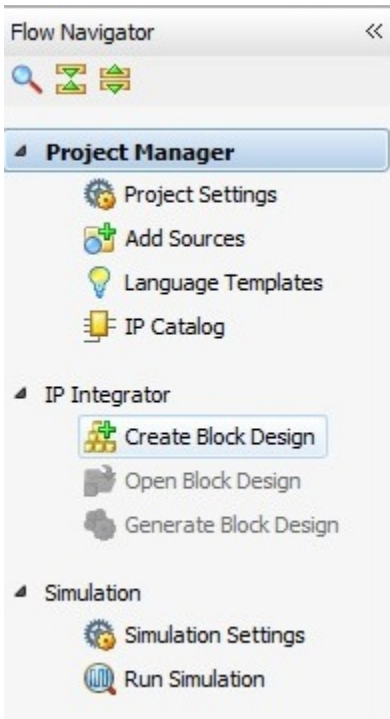 Flow Navigator
Project Manager
Project Settings
Add Sources
Language Templates
IP Catalog
IP Integrator
Create Block Design
Open Block Design
Generate Block Design
Simulation
Simulation Settings
Run Simulation